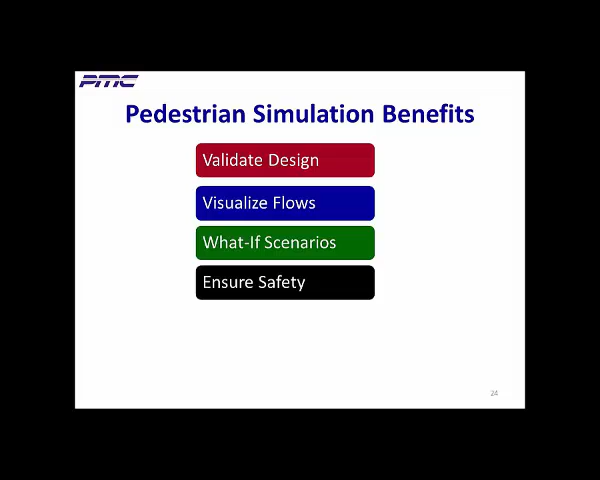 PMC
Pedestrian Simulation Benefits
Validate Design
Visualize Flows
What-If Scenarios
Ensure Safety
24